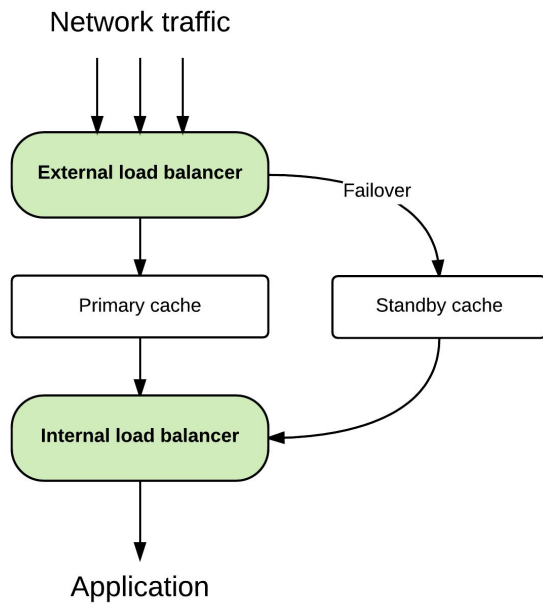 Network traffic
External load balancer
Failover
Primary cache
Standby cache
Internal load balancer
Application